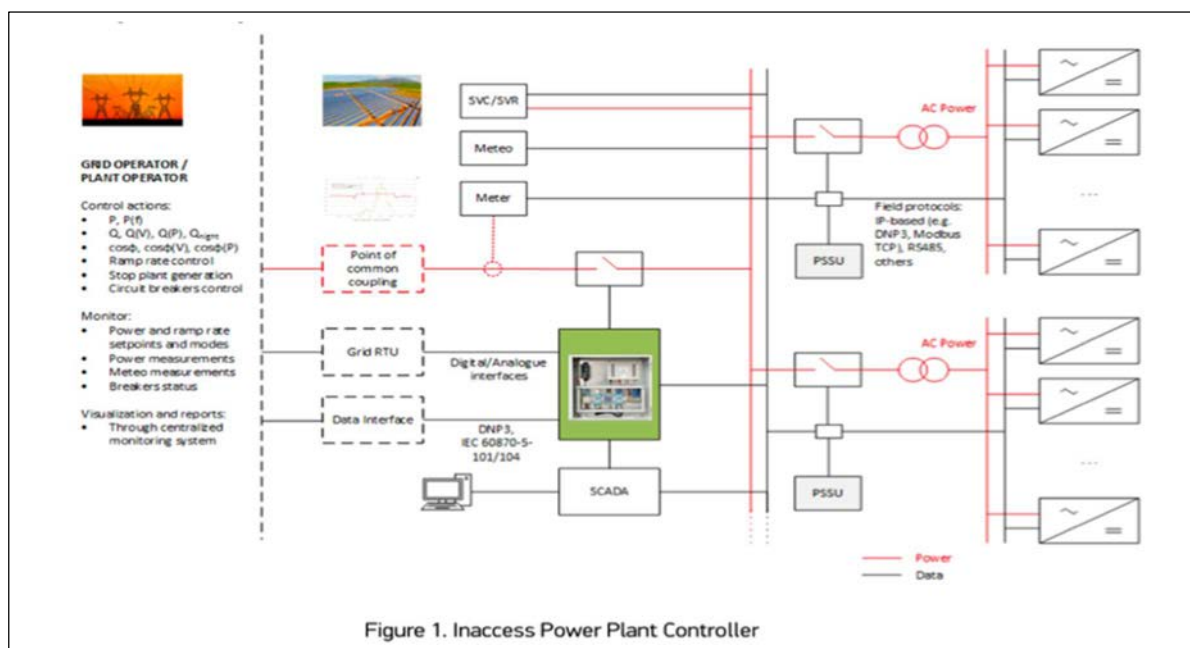 GRID OPERATOR /
PLANT OPERATOR
Control actions:
• P, P(f)
• Q, Q(V), Q(P), Qnight
• cosϕ, cosϕ(V), cosϕ(P)
• Ramp rate control
• Stop plant generation
• Circuit breakers control
Monitor:
• Power and ramp rate
setpoints and modes
• Power measurements
• Meteo measurements
• Breakers status
Visualization and reports:
• Through centralized
monitoring system
SVC/SVR
Meteo
Meter
Point of
common
coupling
Grid RTU
Digital/Analogue
interfaces
Data Interface
DNP3,
IEC 60870-5-
101/104
SCADA
AC Power
Field protocols:
IP-based (e.g.
DNP3, Modbus
TCP), RS485,
others
PSSU
...
AC Power
PSSU
...
Power
Data
Figure 1. Inaccess Power Plant Controller